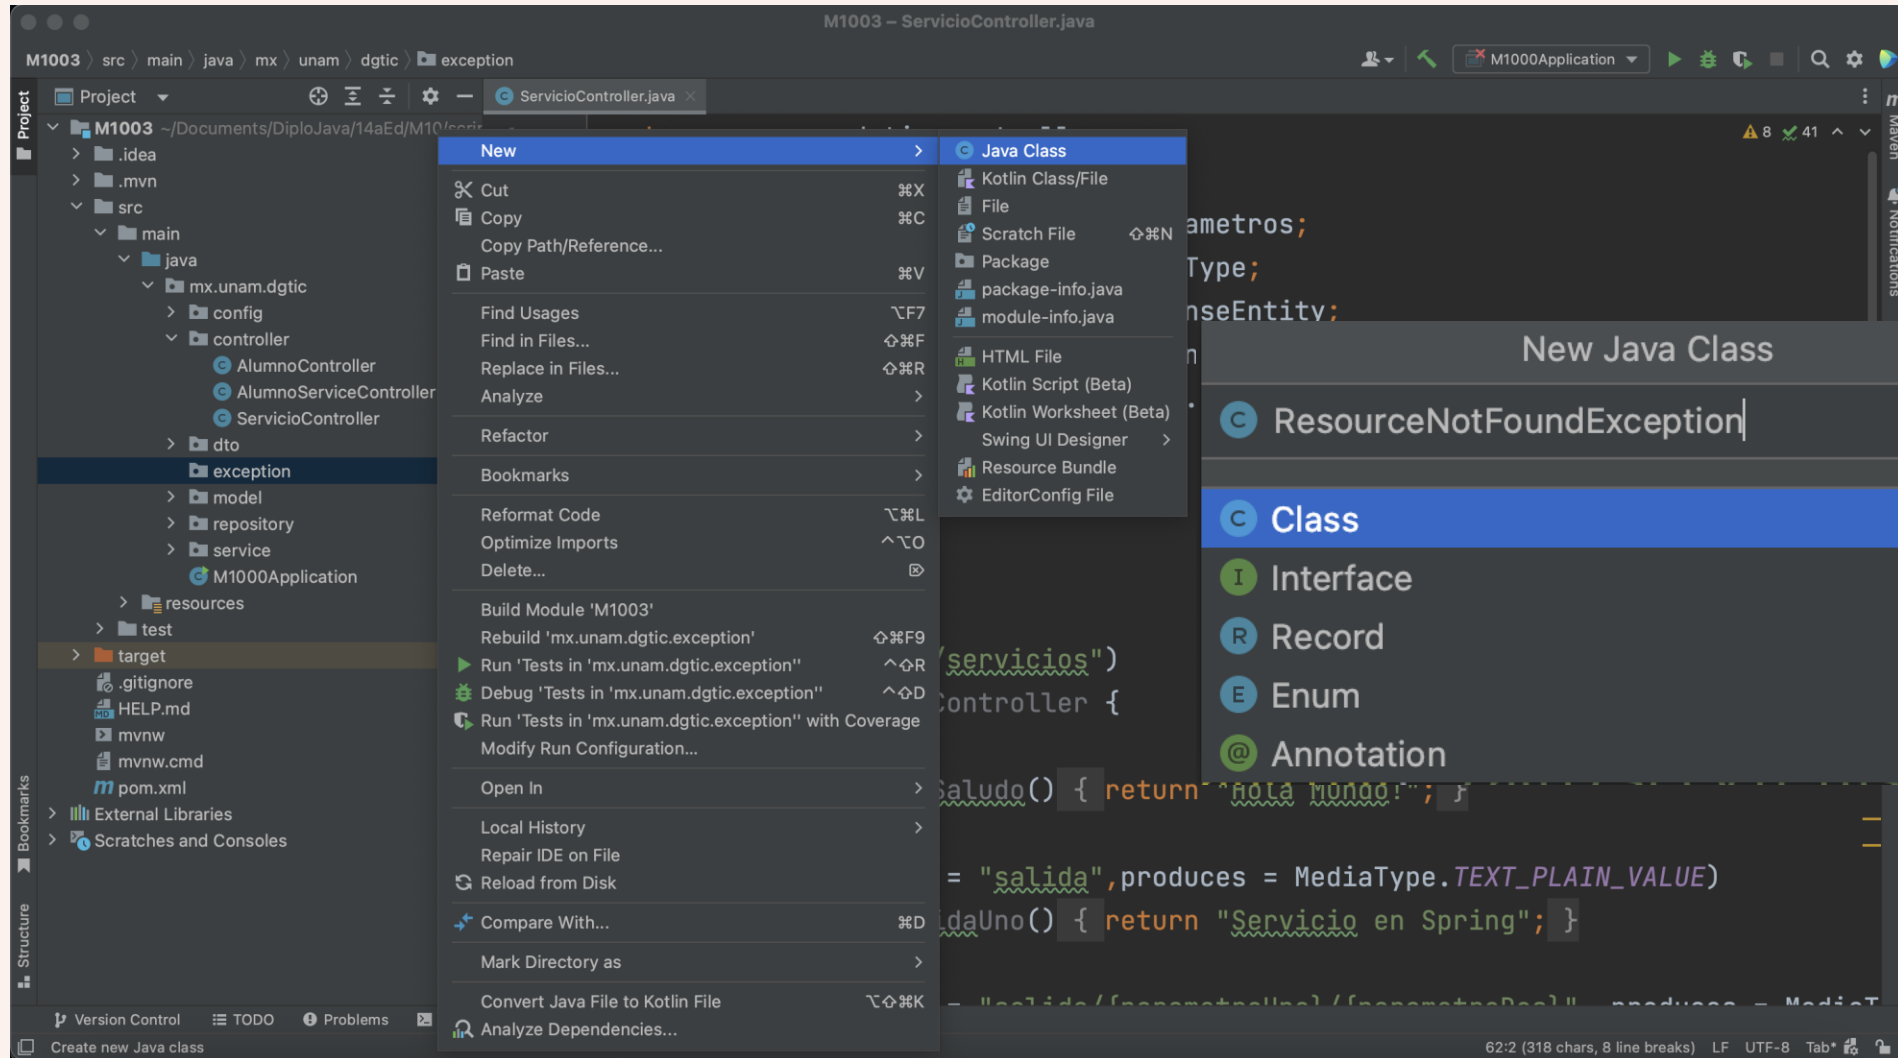 M1003 – ServicioController.java
M1003 src main java mx unam dgtic exception
M1000Application
Project
Project
ServicioController.java
8 41
Maven
Notifications
M1003 ~/Documents/DiploJava/14aEd/M10/scrip
.idea
.mvn
src
main
java
mx.unam.dgtic
config
controller
AlumnoController
AlumnoServiceController
ServicioController
dto
exception
model
repository
service
M1000Application
resources
test
target
.gitignore
HELP.md
mvnw
mvnw.cmd
pom.xml
External Libraries
Scratches and Consoles
Bookmarks
Structure
New
Cut ⌘X
Copy ⌘C
Copy Path/Reference...
Paste ⌘V
Find Usages ⌥F7
Find in Files... ⇧⌘F
Replace in Files... ⇧⌘R
Analyze
Refactor
Bookmarks
Reformat Code ⌥⌘L
Optimize Imports ^⌥O
Delete... ⌦
Build Module 'M1003'
Rebuild 'mx.unam.dgtic.exception' ⇧⌘F9
Run 'Tests in 'mx.unam.dgtic.exception'' ^⇧R
Debug 'Tests in 'mx.unam.dgtic.exception'' ^⇧D
Run 'Tests in 'mx.unam.dgtic.exception'' with Coverage
Modify Run Configuration...
Open In
Local History
Repair IDE on File
Reload from Disk
Compare With... ⌘D
Mark Directory as
Convert Java File to Kotlin File ⌥⇧⌘K
Analyze Dependencies...
Java Class
Kotlin Class/File
File
Scratch File ⇧⌘N
Package
package-info.java
module-info.java
HTML File
Kotlin Script (Beta)
Kotlin Worksheet (Beta)
Swing UI Designer
Resource Bundle
EditorConfig File
ametros;
Type;
nseEntity;
New Java Class
ResourceNotFoundException
Class
Interface
Record
Enum
Annotation
/servicios")
Controller {
Saludo() { return "Hola Mundo!"; }
= "salida",produces = MediaType.TEXT_PLAIN_VALUE)
idaUno() { return "Servicio en Spring"; }
= "salida/{parametroUno}/{parametroDos}", produces = MediaT
Version Control TODO Problems
Create new Java class
62:2 (318 chars, 8 line breaks) LF UTF-8 Tab*